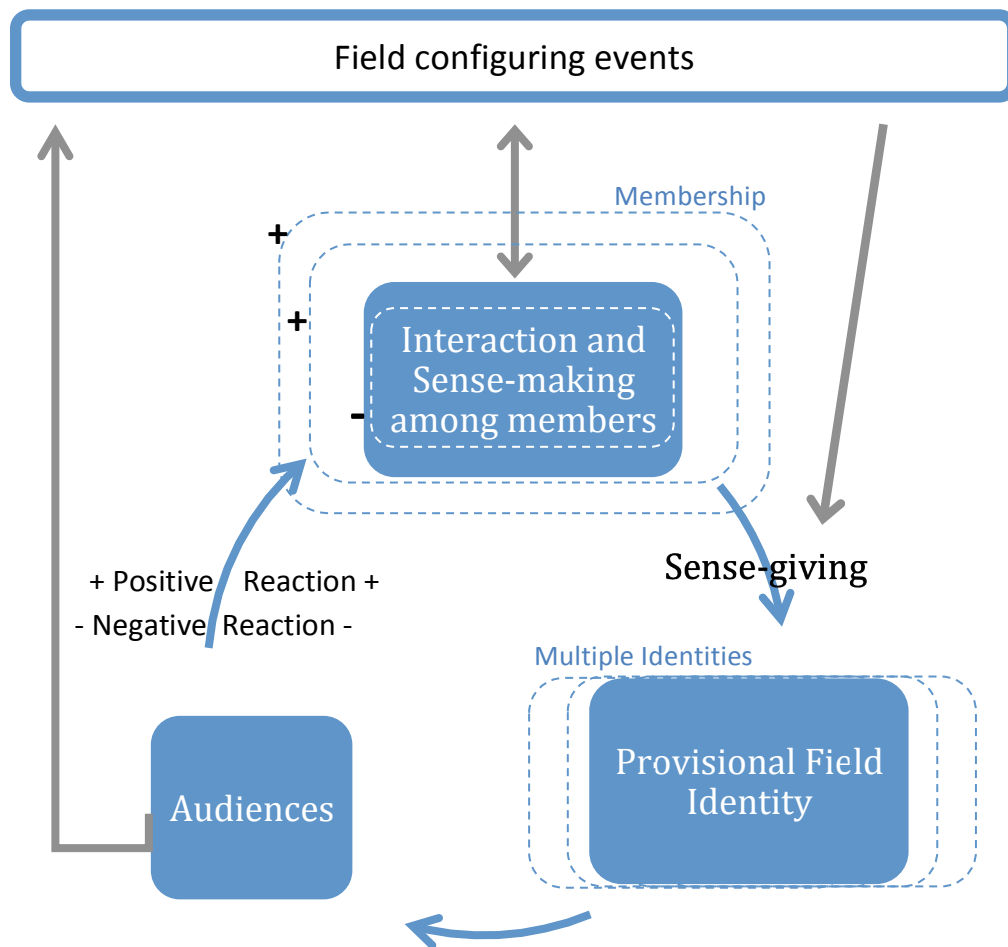 Field configuring events
Membership
+
+
Interaction and
Sense-making
among members
-
+ Positive Reaction +
- Negative Reaction -
Sense-giving
Multiple Identities
Provisional Field
Identity
Audiences